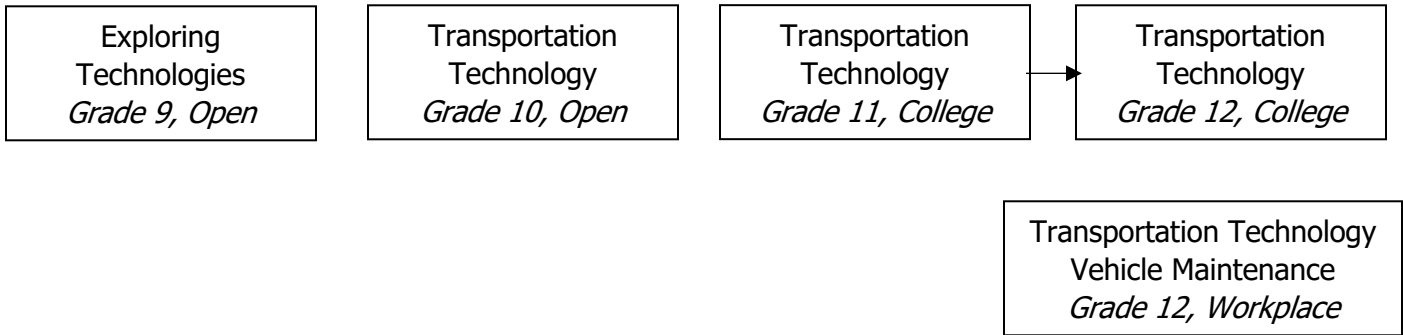 Exploring
Technologies
Grade 9, Open
Transportation
Technology
Grade 10, Open
Transportation
Technology
Grade 11, College
Transportation
Technology
Grade 12, College
Transportation Technology
Vehicle Maintenance
Grade 12, Workplace